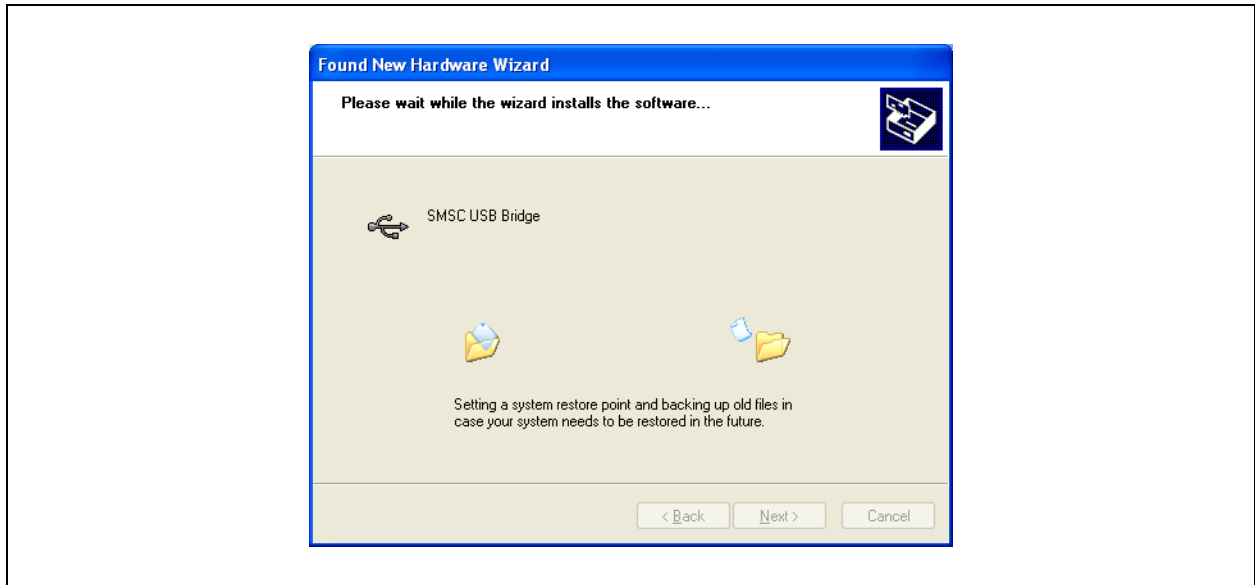 Found New Hardware Wizard
Please wait while the wizard installs the software...
SMSC USB Bridge
Setting a system restore point and backing up old files in
case your system needs to be restored in the future.
< Back
Next >
Cancel